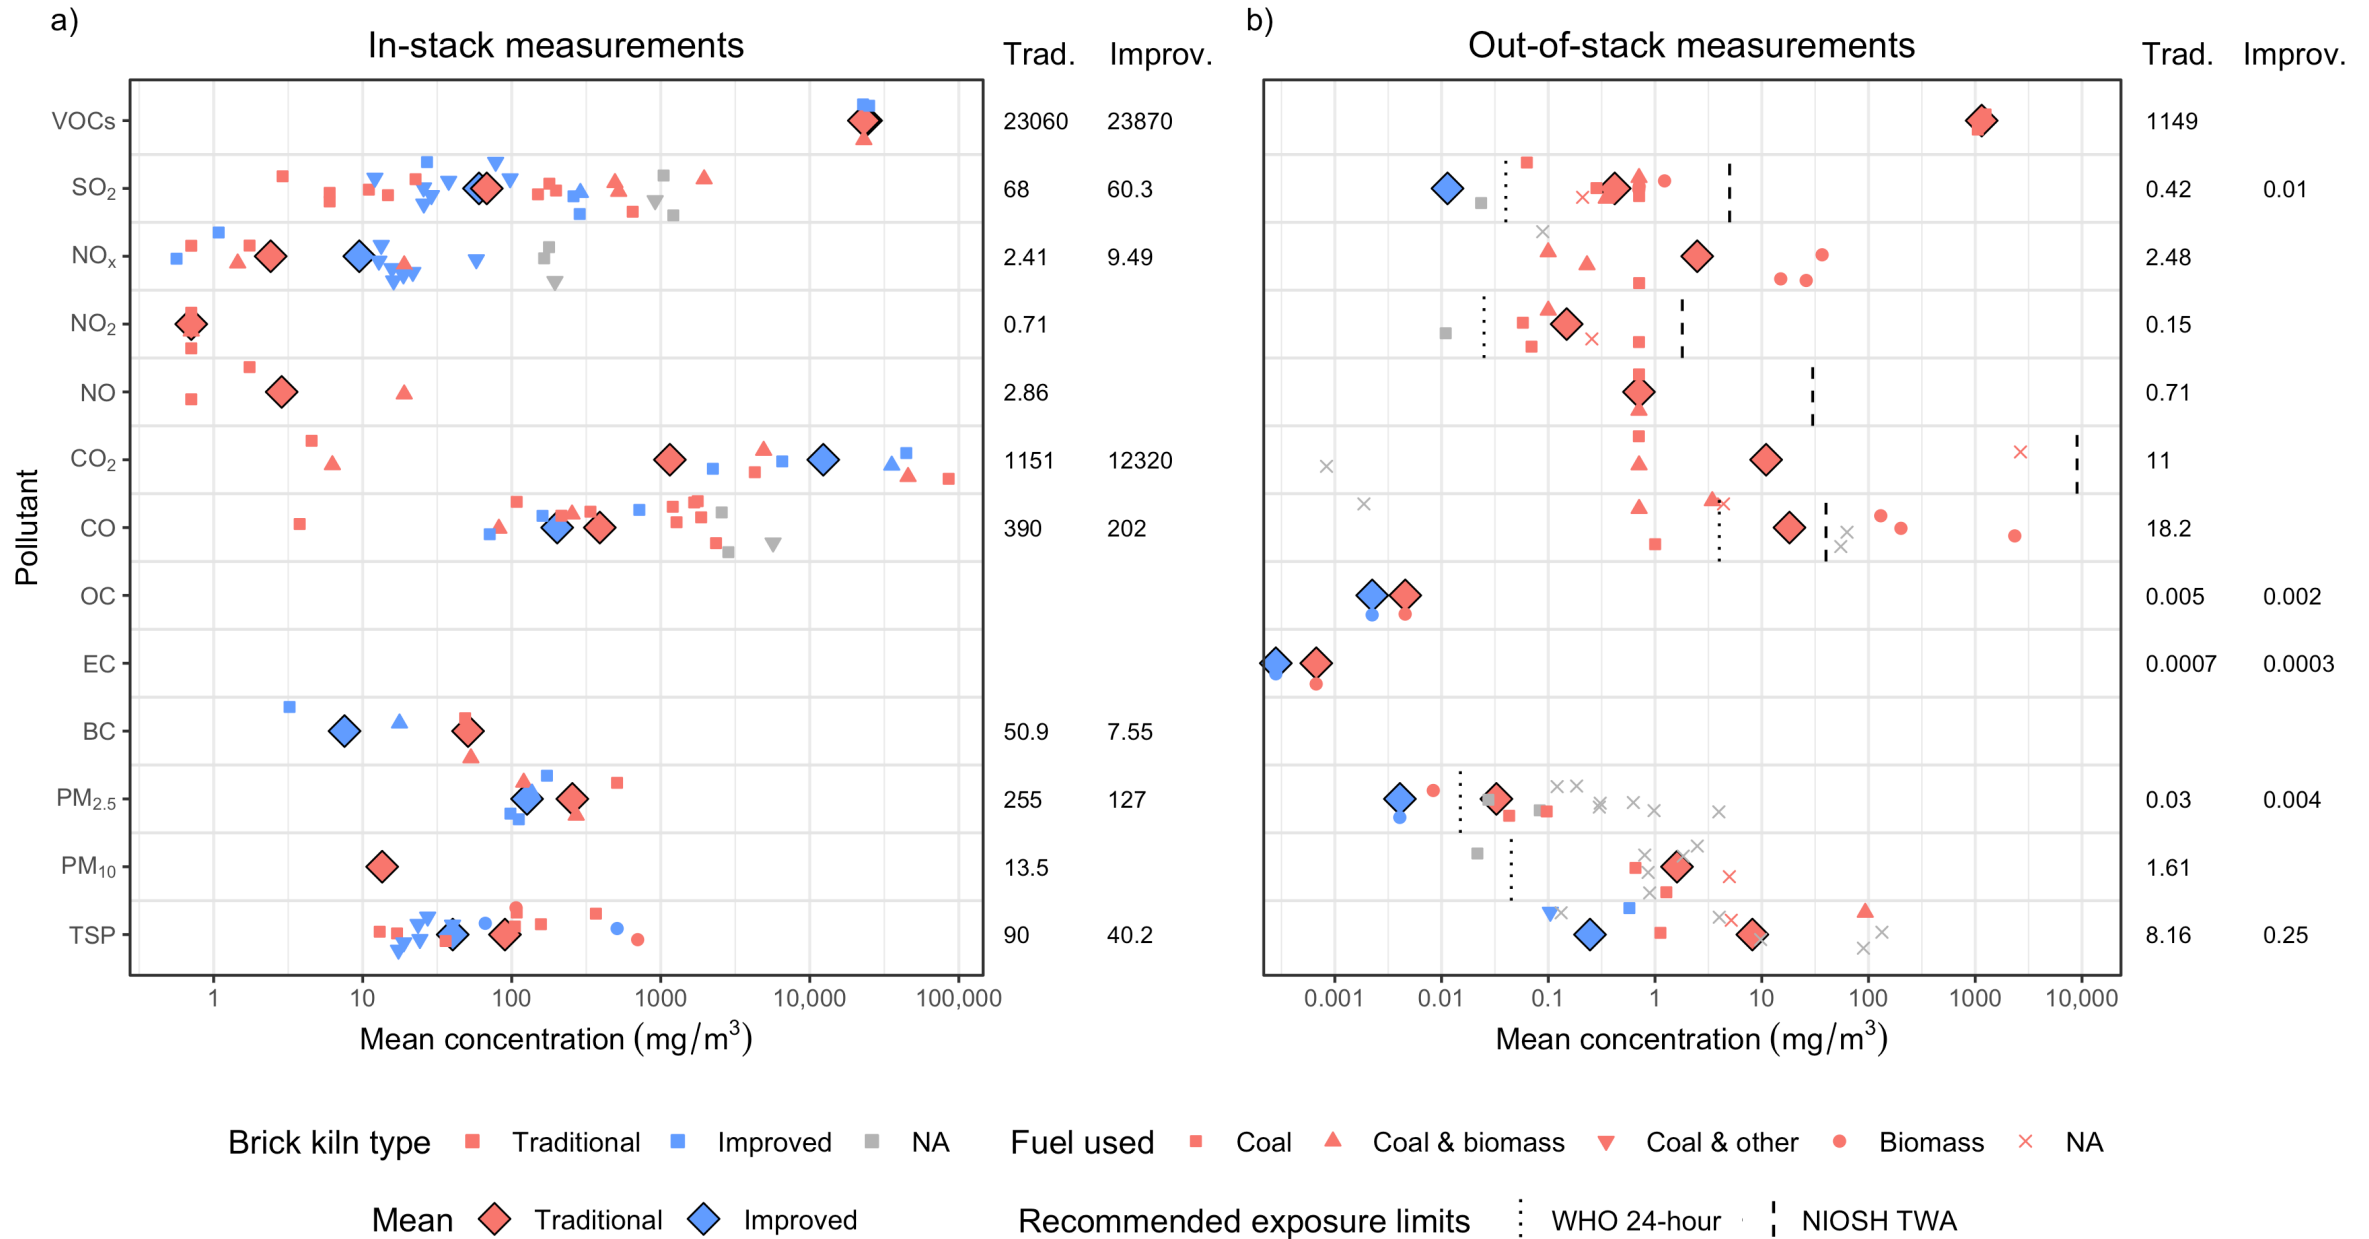 a)
In-stack measurements
Trad. Improv.
VOCs 23060 23870
SO₂ 68 60.3
NOₓ 2.41 9.49
NO₂ 0.71
NO 2.86
CO₂ 1151 12320
CO 390 202
OC
EC
BC 50.9 7.55
PM₂.₅ 255 127
PM₁₀ 13.5
TSP 90 40.2
Pollutant
1 10 100 1000 10,000 100,000
Mean concentration (mg/m³)
b)
Out-of-stack measurements
Trad. Improv.
1149
0.42 0.01
2.48
0.15
0.71
11
18.2
0.005 0.002
0.0007 0.0003
0.03 0.004
1.61
8.16 0.25
0.001 0.01 0.1 1 10 100 1000 10,000
Mean concentration (mg/m³)
Brick kiln type Traditional Improved NA
Fuel used Coal Coal & biomass Coal & other Biomass NA
Mean Traditional Improved
Recommended exposure limits WHO 24-hour NIOSH TWA